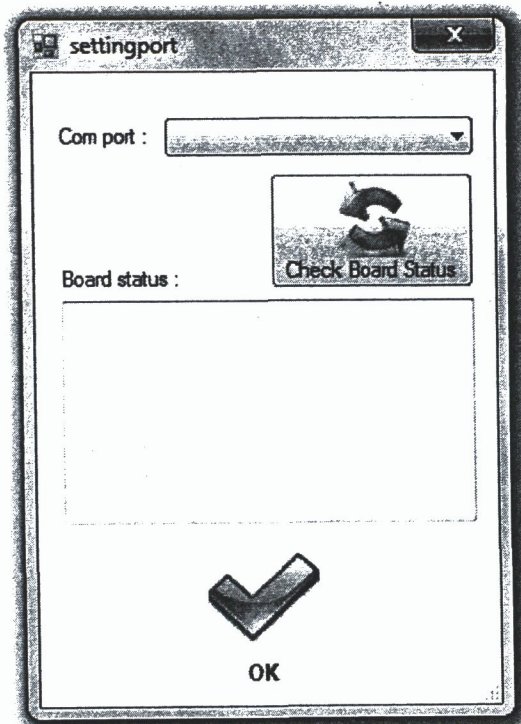 settingport
Com port :
Check Board Status
Board status :
OK